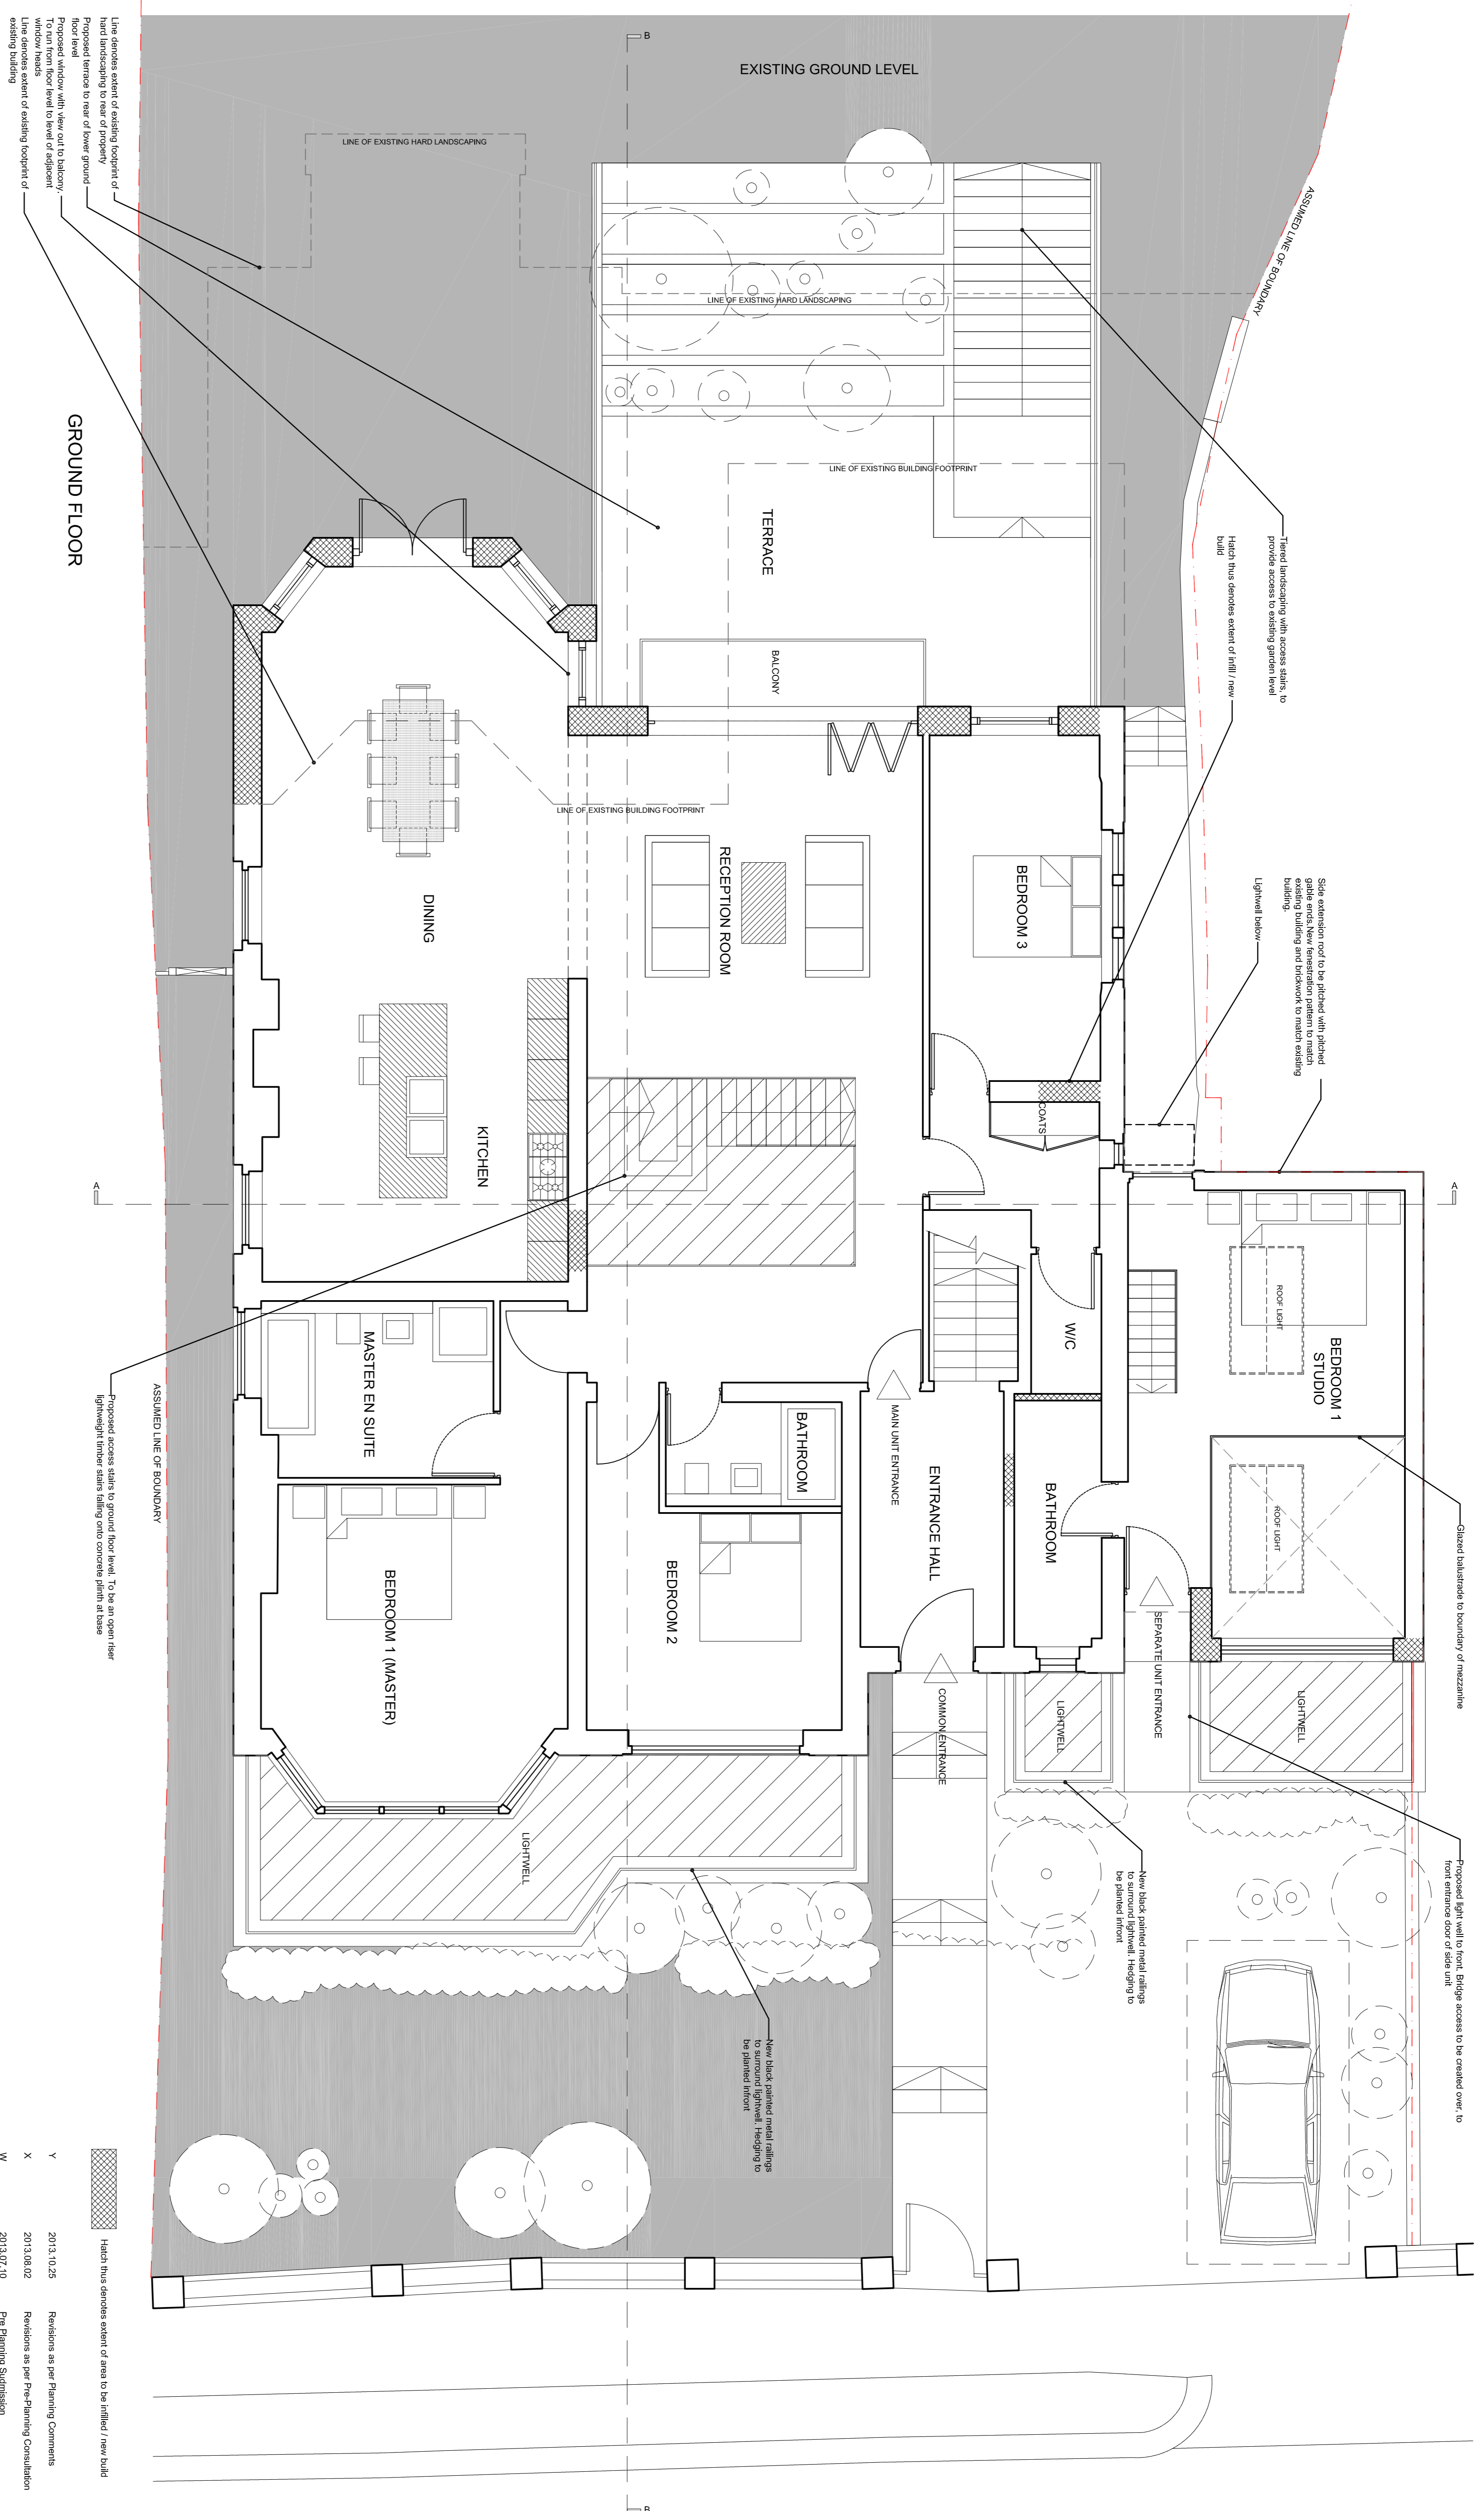 EXISTING GROUND LEVEL
B
LINE OF EXISTING HARD LANDSCAPING
LINE OF EXISTING HARD LANDSCAPING
ASSUMED LINE OF BOUNDARY
Line denotes extent of existing footprint of
hard landscaping to rear of property
Proposed terrace to rear of lower ground
floor level
Proposed window with view out to balcony.
To run from floor level to level of adjacent
window heads
Line denotes extent of existing footprint of
existing building
GROUND FLOOR
Tiered landscaping with access stairs, to
provide access to existing garden level
Hatch thus denotes extent of infill / new
build
LINE OF EXISTING BUILDING FOOTPRINT
TERRACE
BALCONY
LINE OF EXISTING BUILDING FOOTPRINT
RECEPTION ROOM
DINING
BEDROOM 3
Side extension roof to be pitched with pitched
gable ends.New fenestration pattern to match
existing building and brickwork to match existing
building.
Lightwell below
COATS
KITCHEN
A
A
W/C
ROOF LIGHT
BEDROOM 1
STUDIO
MASTER EN SUITE
MAIN UNIT ENTRANCE
BATHROOM
ENTRANCE HALL
BATHROOM
ROOF LIGHT
Glazed balustrade to boundary of mezzanine
ASSUMED LINE OF BOUNDARY
Proposed access stairs to ground floor level. To be an open riser
lightweight timber stairs falling onto concrete plinth at base
BEDROOM 1 (MASTER)
BEDROOM 2
SEPARATE UNIT ENTRANCE
COMMON ENTRANCE
LIGHTWELL
LIGHTWELL
LIGHTWELL
Proposed light well to front. Bridge access to be created over, to
front entrance door of side unit
New black painted metal railings
to surround lightwell. Hedging to
be planted infront
New black painted metal railings
to surround lightwell. Hedging to
be planted infront
Hatch thus denotes extent of area to be infilled / new build
Y 2013.10.25 Revisions as per Planning Comments
X 2013.08.02 Revisions as per Pre-Planning Consultation
W 2013.07.10 Pre Planning Sudmission
B